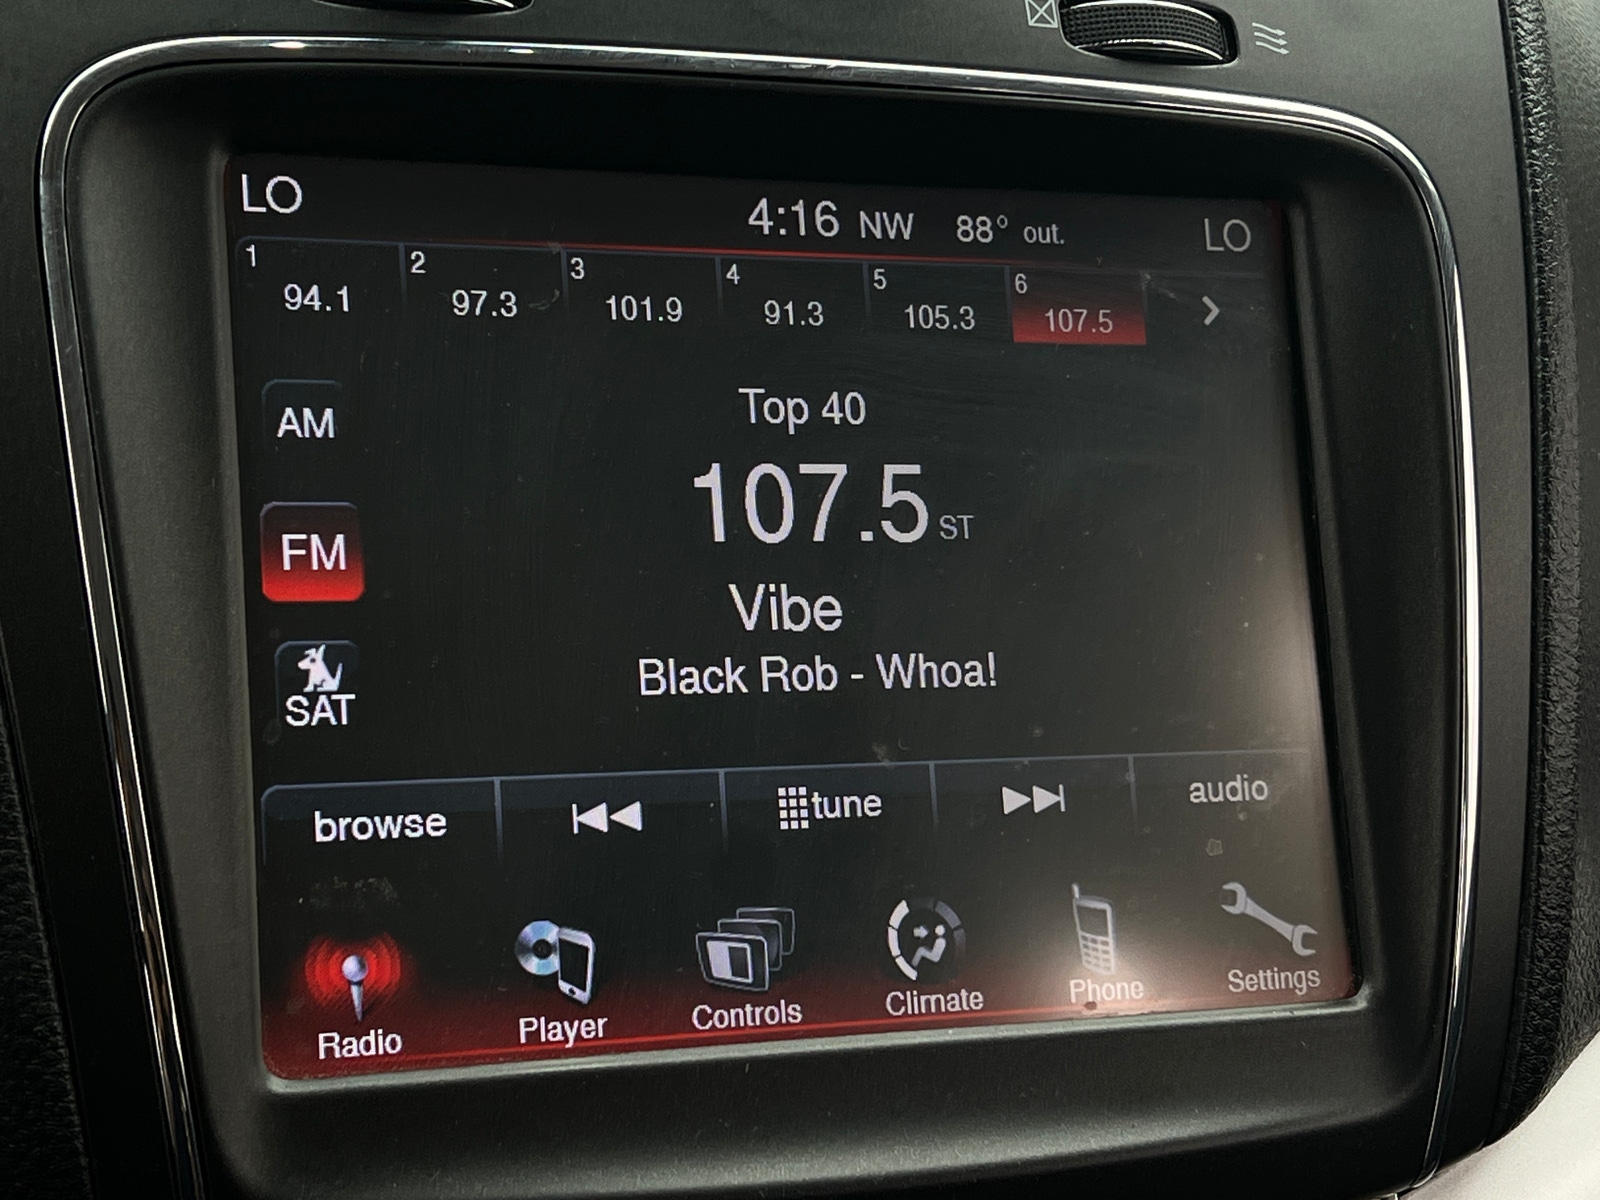 LO 4:16 NW 88° out. LO
1 94.1 2 97.3 3 101.9 4 91.3 5 105.3 6 107.5
AM
Top 40
107.5 ST
FM
Vibe
Black Rob - Whoa!
SAT
browse tune audio
Radio Player Controls Climate Phone Settings